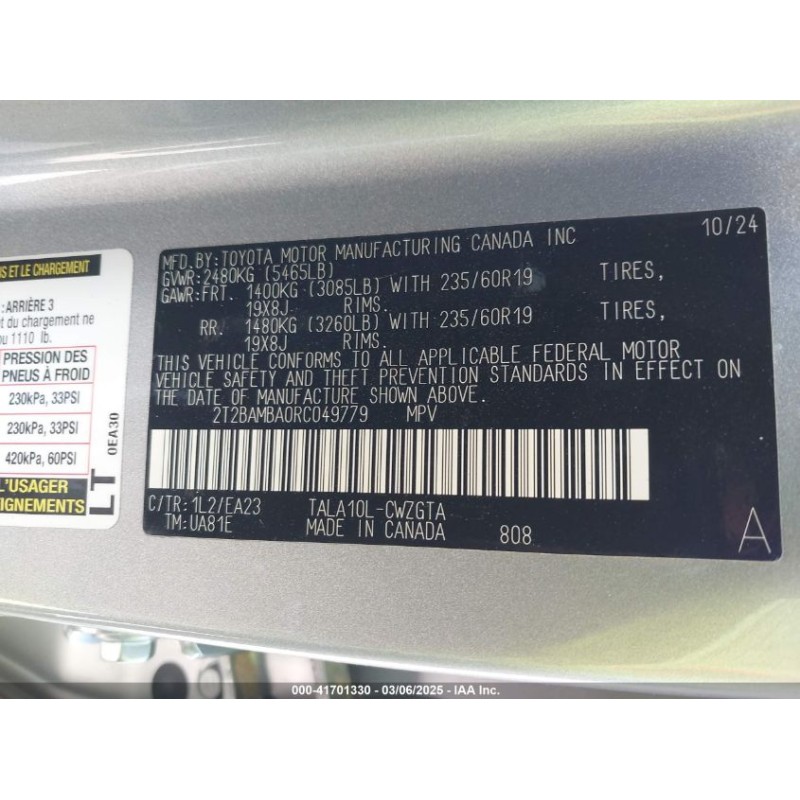 S ET LE CHARGEMENT
: ARRIÈRE 3
t du chargement ne
ou 1110 lb.
PRESSION DES
PNEUS À FROID
230kPa, 33PSI
230kPa, 33PSI
420kPa, 60PSI
L'USAGER
IGNEMENTS
LT
0EA30
10/24
MFD.BY:TOYOTA MOTOR MANUFACTURING CANADA INC
GVWR:2480KG (5465LB)
GAWR:FRT. 1400KG (3085LB) WITH 235/60R19 TIRES,
19X8J RIMS.
RR. 1480KG (3260LB) WITH 235/60R19 TIRES,
19X8J RIMS.
THIS VEHICLE CONFORMS TO ALL APPLICABLE FEDERAL MOTOR
VEHICLE SAFETY AND THEFT PREVENTION STANDARDS IN EFFECT ON
THE DATE OF MANUFACTURE SHOWN ABOVE.
2T2BAMBA0RC049779 MPV
C/TR:1L2/EA23 TALA10L-CWZGTA
TM:UA81E MADE IN CANADA 808
A
000-41701330 - 03/06/2025 - IAA Inc.